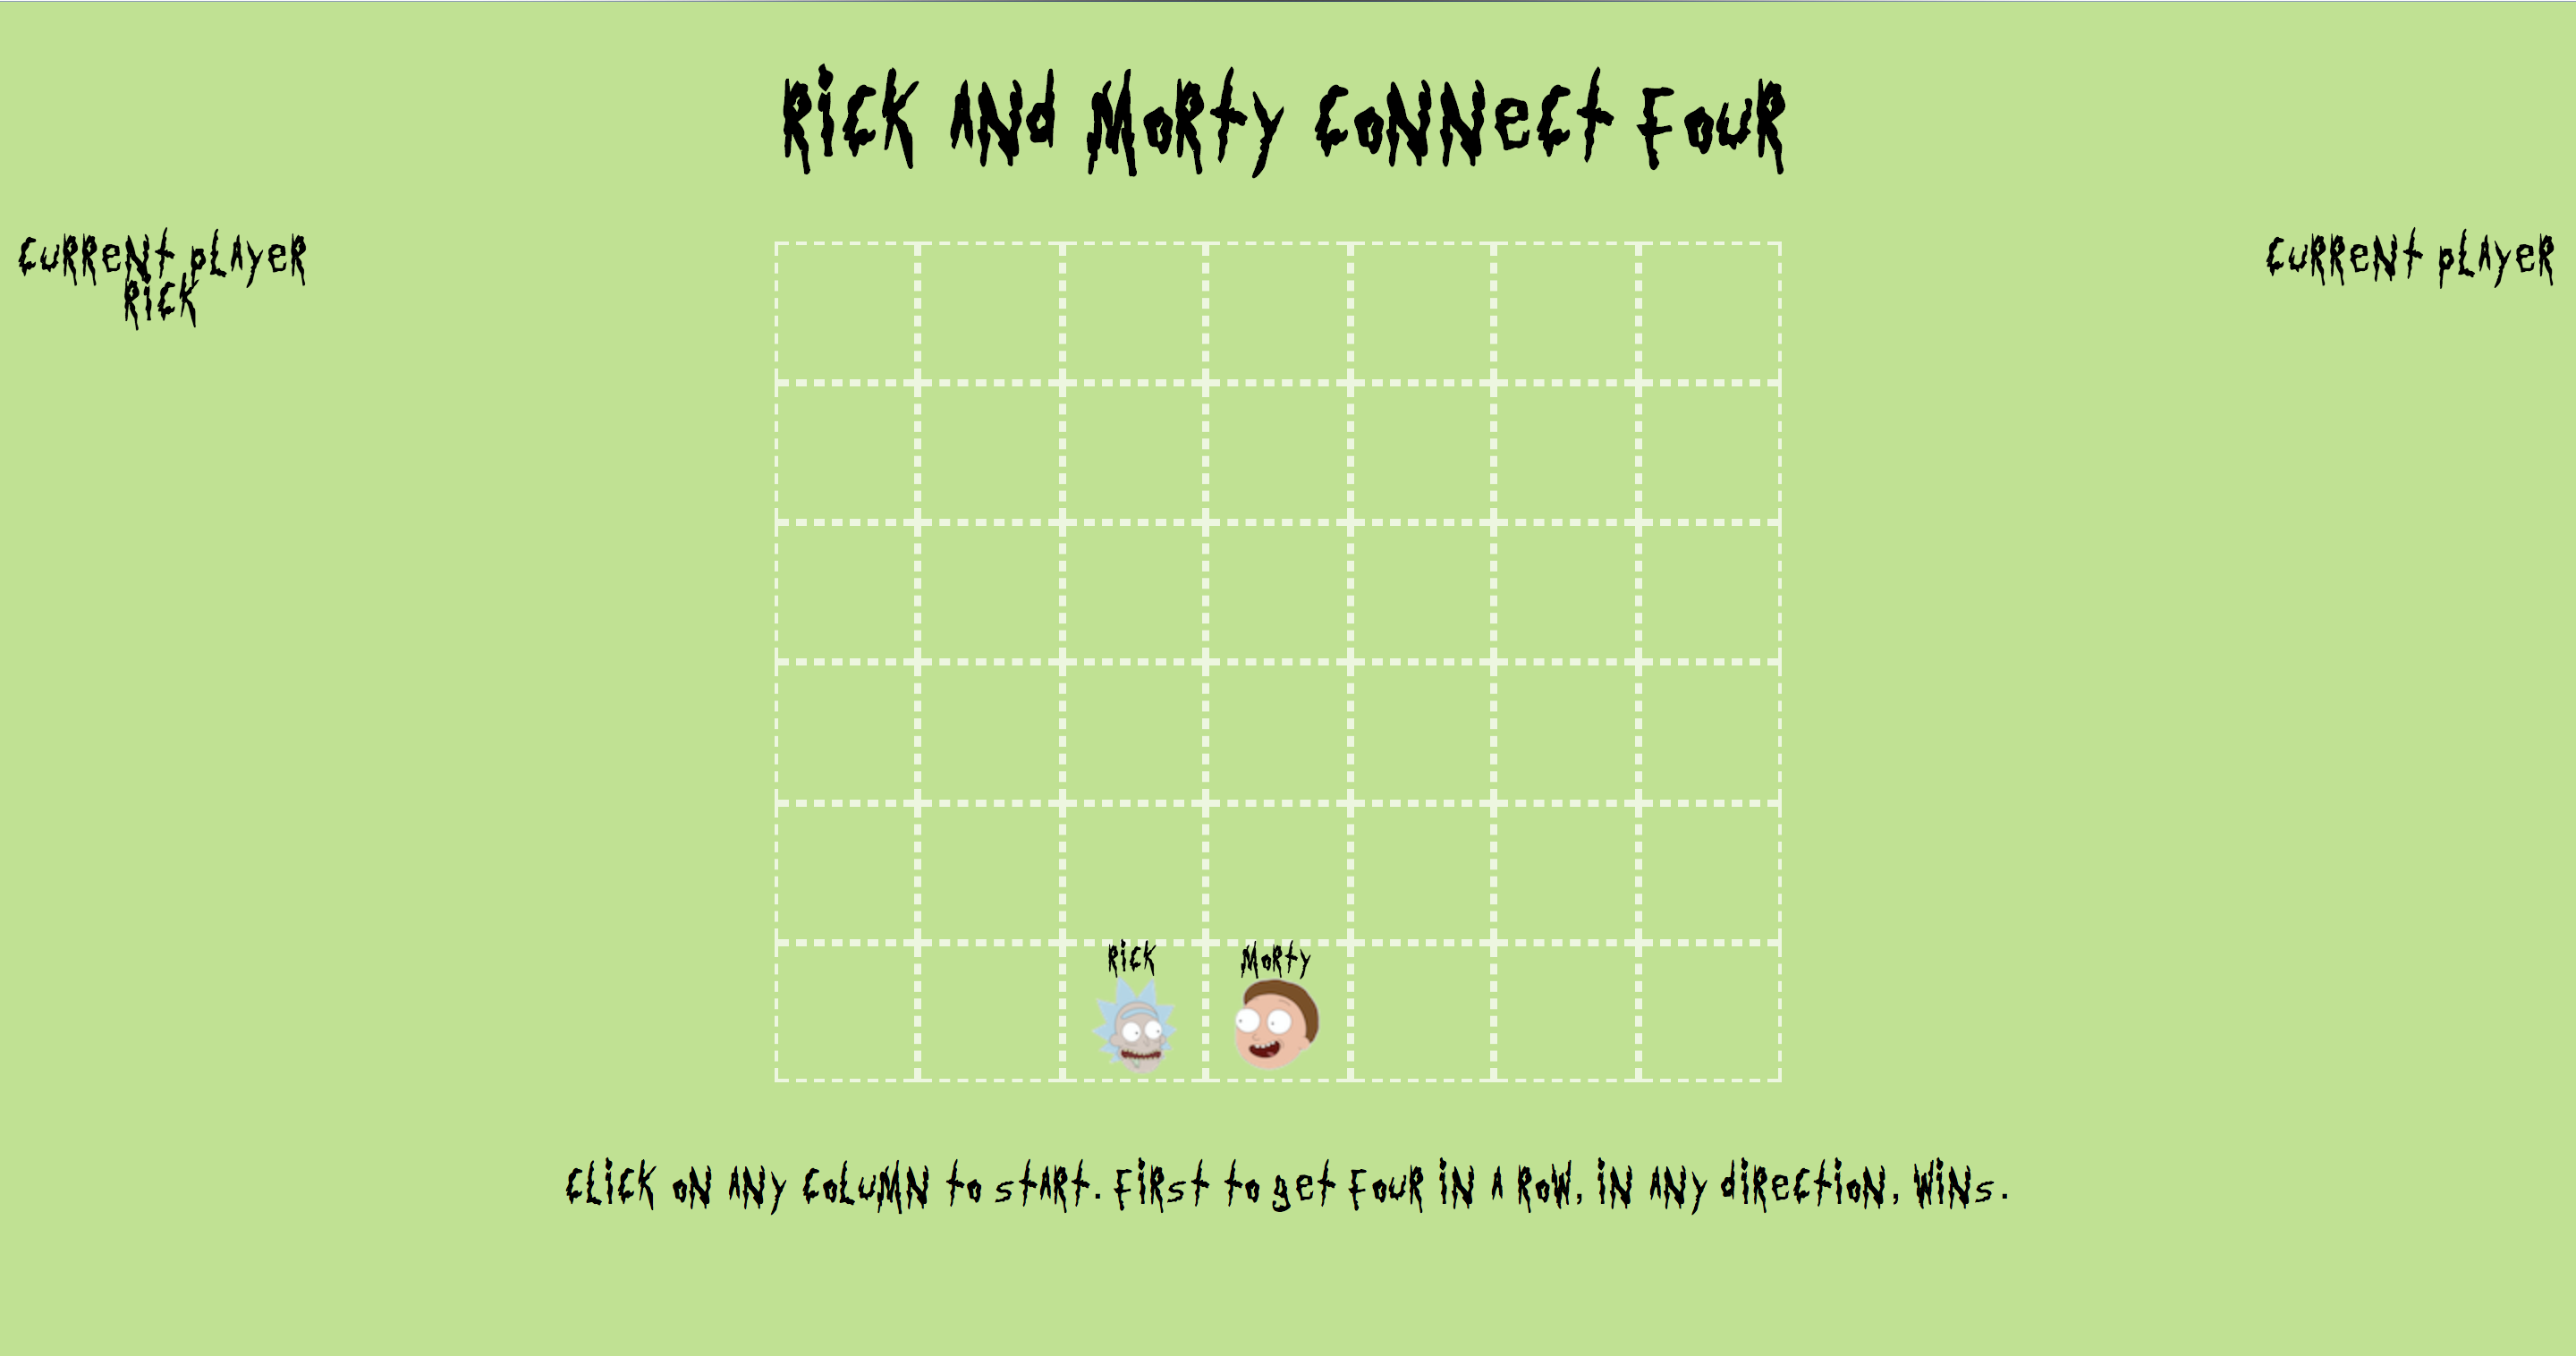 Rick and Morty Connect Four
Current Player
Rick
Current Player
Rick
Morty
Click on any column to start. First to get four in a row, in any direction, wins.